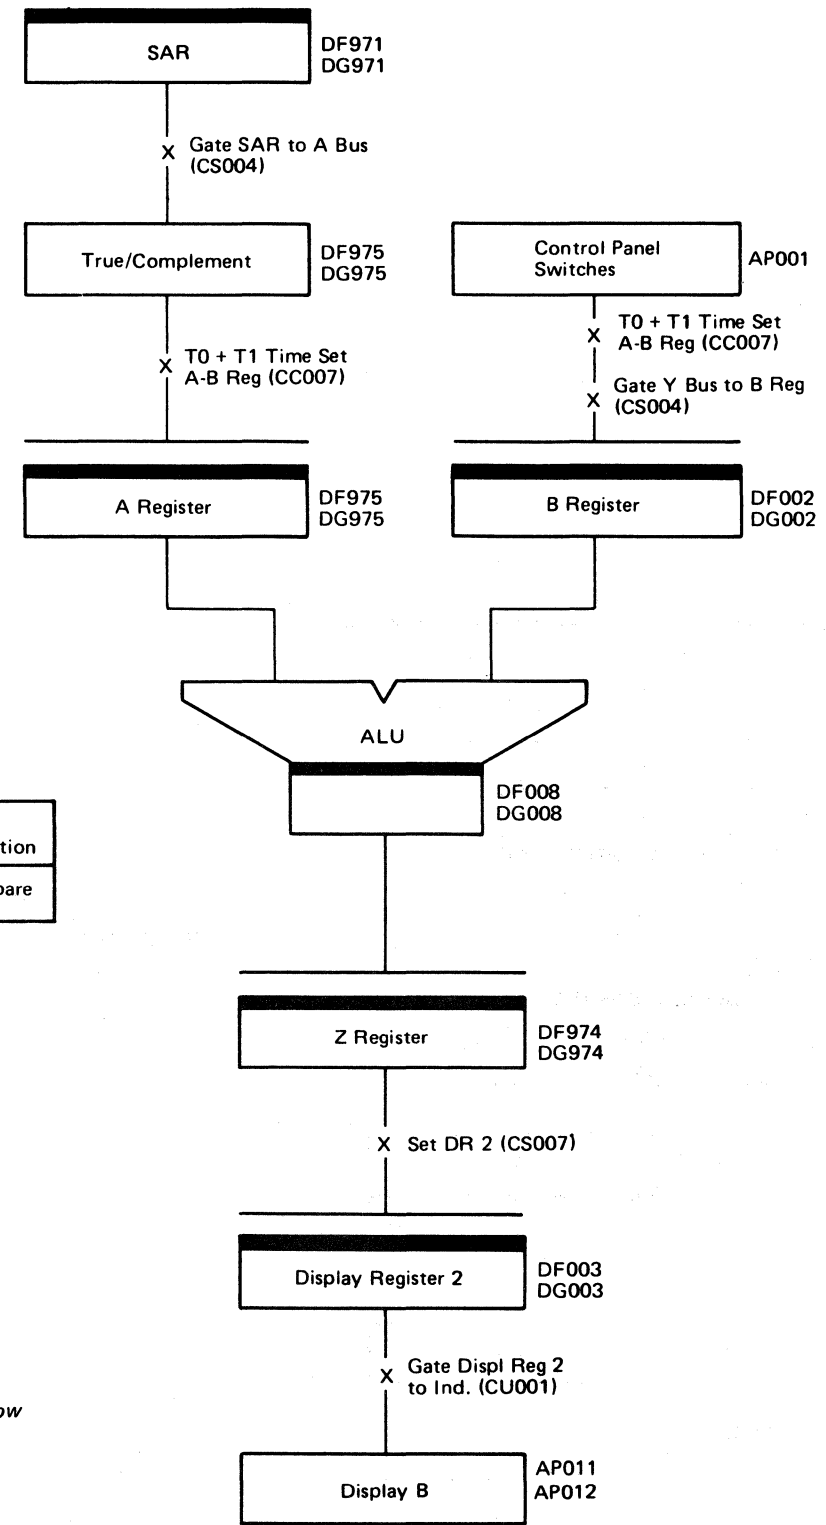 SAR
DF971
DG971
X Gate SAR to A Bus
(CS004)
True/Complement
DF975
DG975
Control Panel
Switches
AP001
X T0 + T1 Time Set
A-B Reg (CC007)
X T0 + T1 Time Set
A-B Reg (CC007)
X Gate Y Bus to B Reg
(CS004)
A Register
DF975
DG975
B Register
DF002
DG002
ALU
DF008
DG008
tion
pare
Z Register
DF974
DG974
X Set DR 2 (CS007)
Display Register 2
DF003
DG003
X Gate Displ Reg 2
to Ind. (CU001)
ow
Display B
AP011
AP012